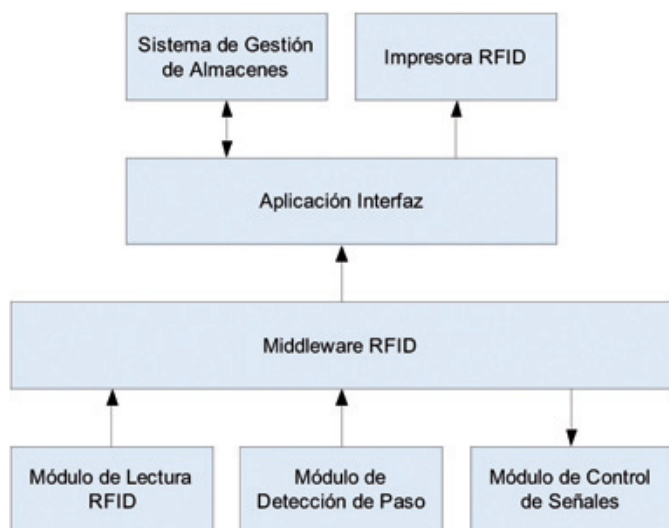 Sistema de Gestión
de Almacenes
Impresora RFID
Aplicación Interfaz
Middleware RFID
Módulo de Lectura
RFID
Módulo de
Detección de Paso
Módulo de Control
de Señales